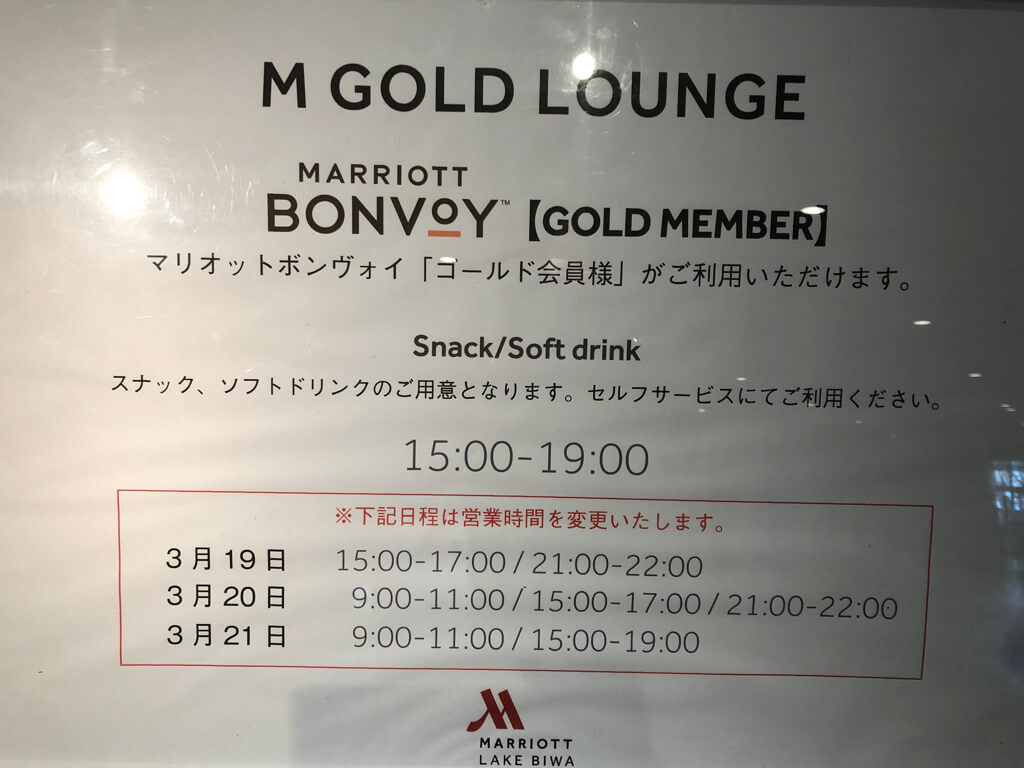 M GOLD LOUNGE
MARRIOTT
BONVOY™【GOLD MEMBER】
マリオットボンヴォイ「ゴールド会員様」がご利用いただけます。
Snack/Soft drink
スナック、ソフトドリンクのご用意となります。セルフサービスにてご利用ください。
15:00-19:00
※下記日程は営業時間を変更いたします。
3月19日 15:00-17:00 / 21:00-22:00
3月20日 9:00-11:00 / 15:00-17:00 / 21:00-22:00
3月21日 9:00-11:00 / 15:00-19:00
MARRIOTT
LAKE BIWA